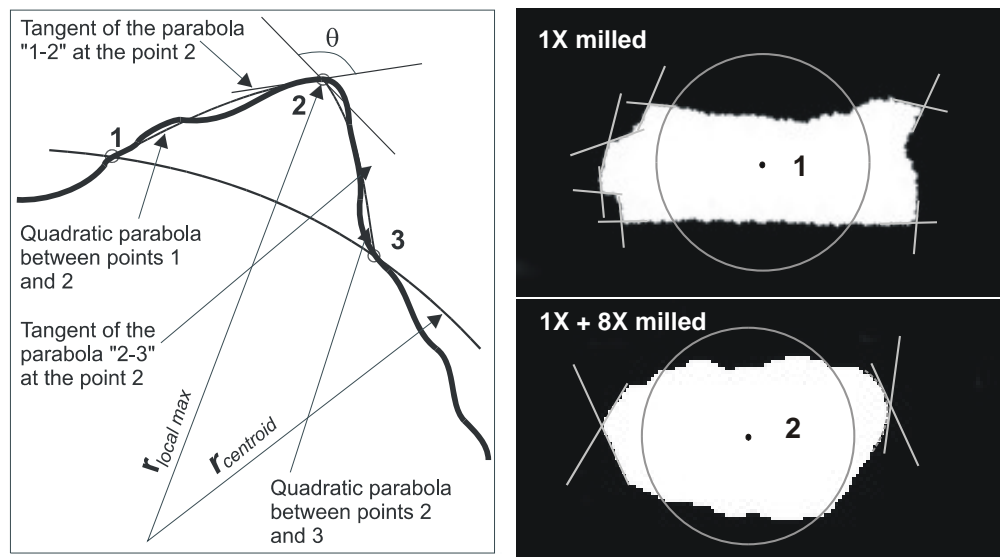 Tangent of the parabola
"1-2" at the point 2
θ
2
1
3
Quadratic parabola
between points 1
and 2
Tangent of the
parabola "2-3"
at the point 2
r local max
r centroid
Quadratic parabola
between points 2
and 3
1X milled
1
1X + 8X milled
2